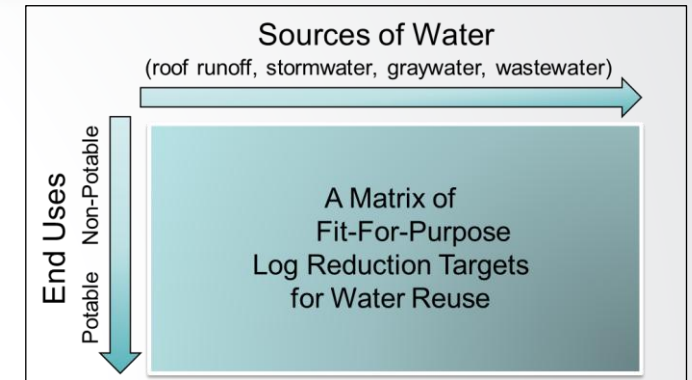 Sources of Water
(roof runoff, stormwater, graywater, wastewater)
End Uses
Non-Potable
Potable
A Matrix of
Fit-For-Purpose
Log Reduction Targets
for Water Reuse